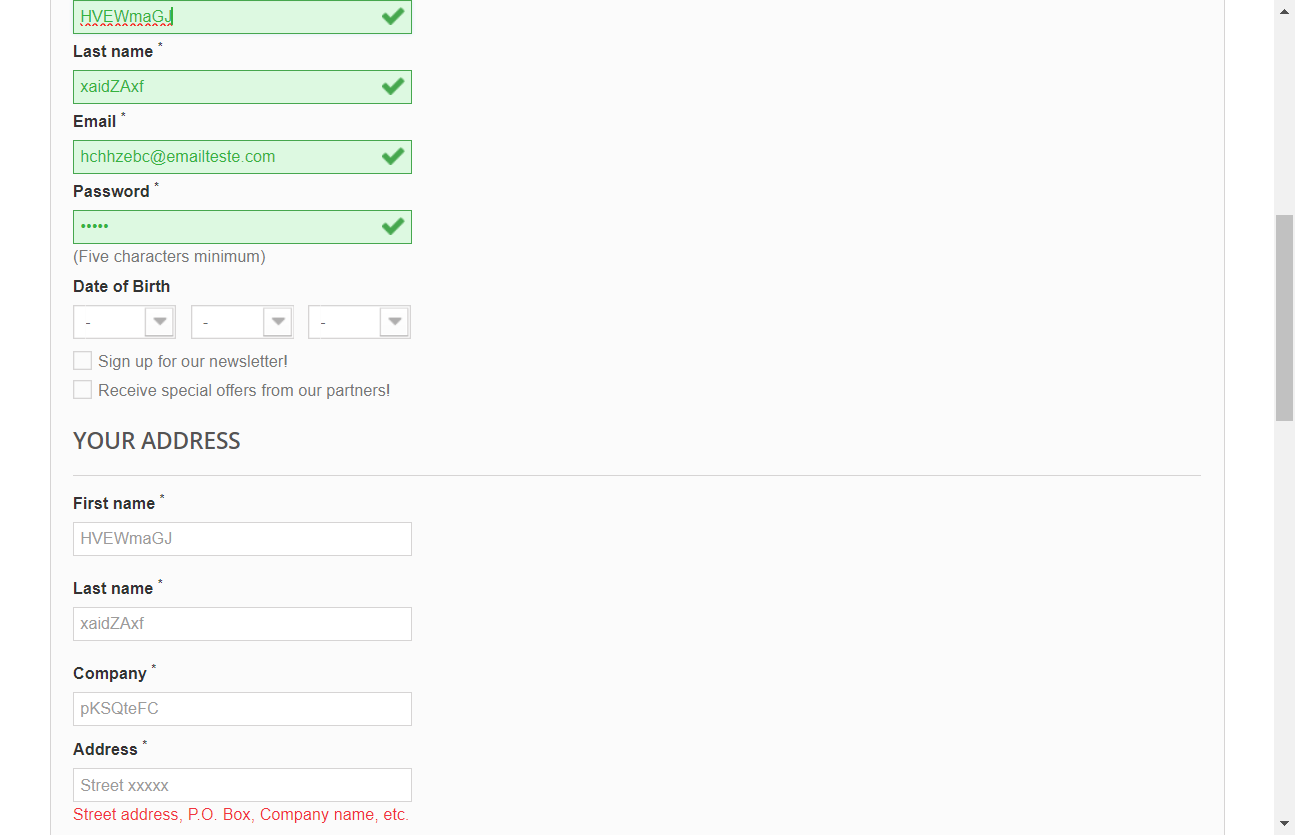 HVEWmaGJ
Last name *
xaidZAxf
Email *
hchhzebc@emailteste.com
Password *
•••••
(Five characters minimum)
Date of Birth
- - -
Sign up for our newsletter!
Receive special offers from our partners!
YOUR ADDRESS
First name *
HVEWmaGJ
Last name *
xaidZAxf
Company *
pKSQteFC
Address *
Street xxxxx
Street address, P.O. Box, Company name, etc.